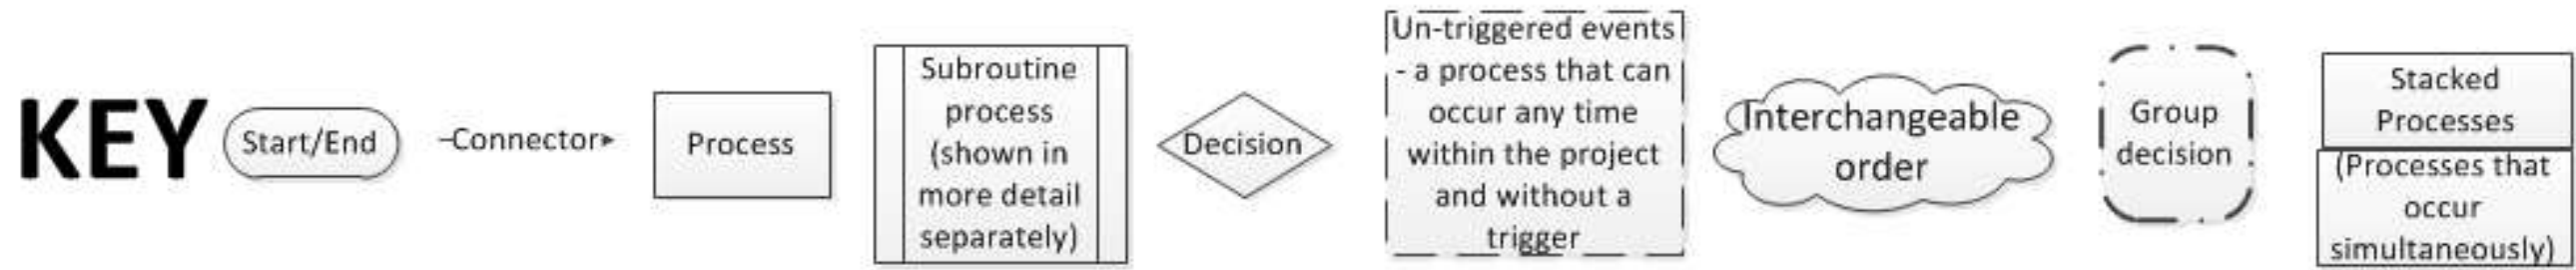 KEY
Start/End
Connector
Process
Subroutine
process
(shown in
more detail
separately)
Decision
Un-triggered events
- a process that can
occur any time
within the project
and without a
trigger
Interchangeable
order
Group
decision
Stacked
Processes
(Processes that
occur
simultaneously)